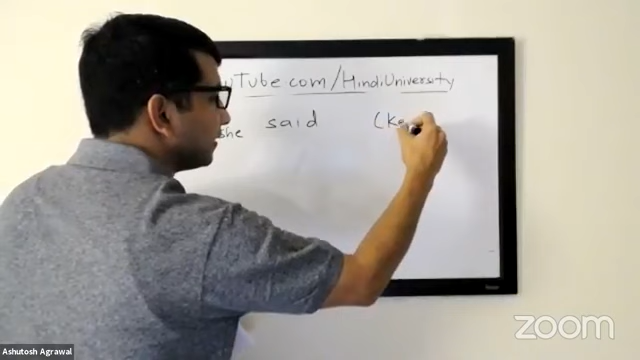 uTube com/HindiUniversity
she said (Ke
Ashutosh Agrawal
zoom